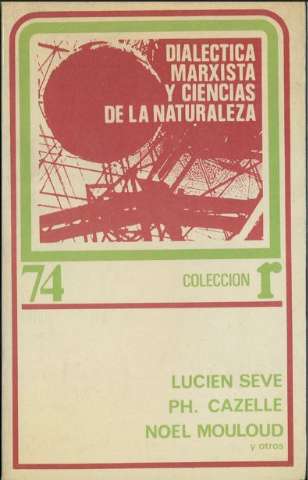 DIALECTICA
MARXISTA
Y CIENCIAS
DE LA NATURALEZA
74
COLECCION r
LUCIEN SEVE
PH. CAZELLE
NOEL MOULOUD
y otros